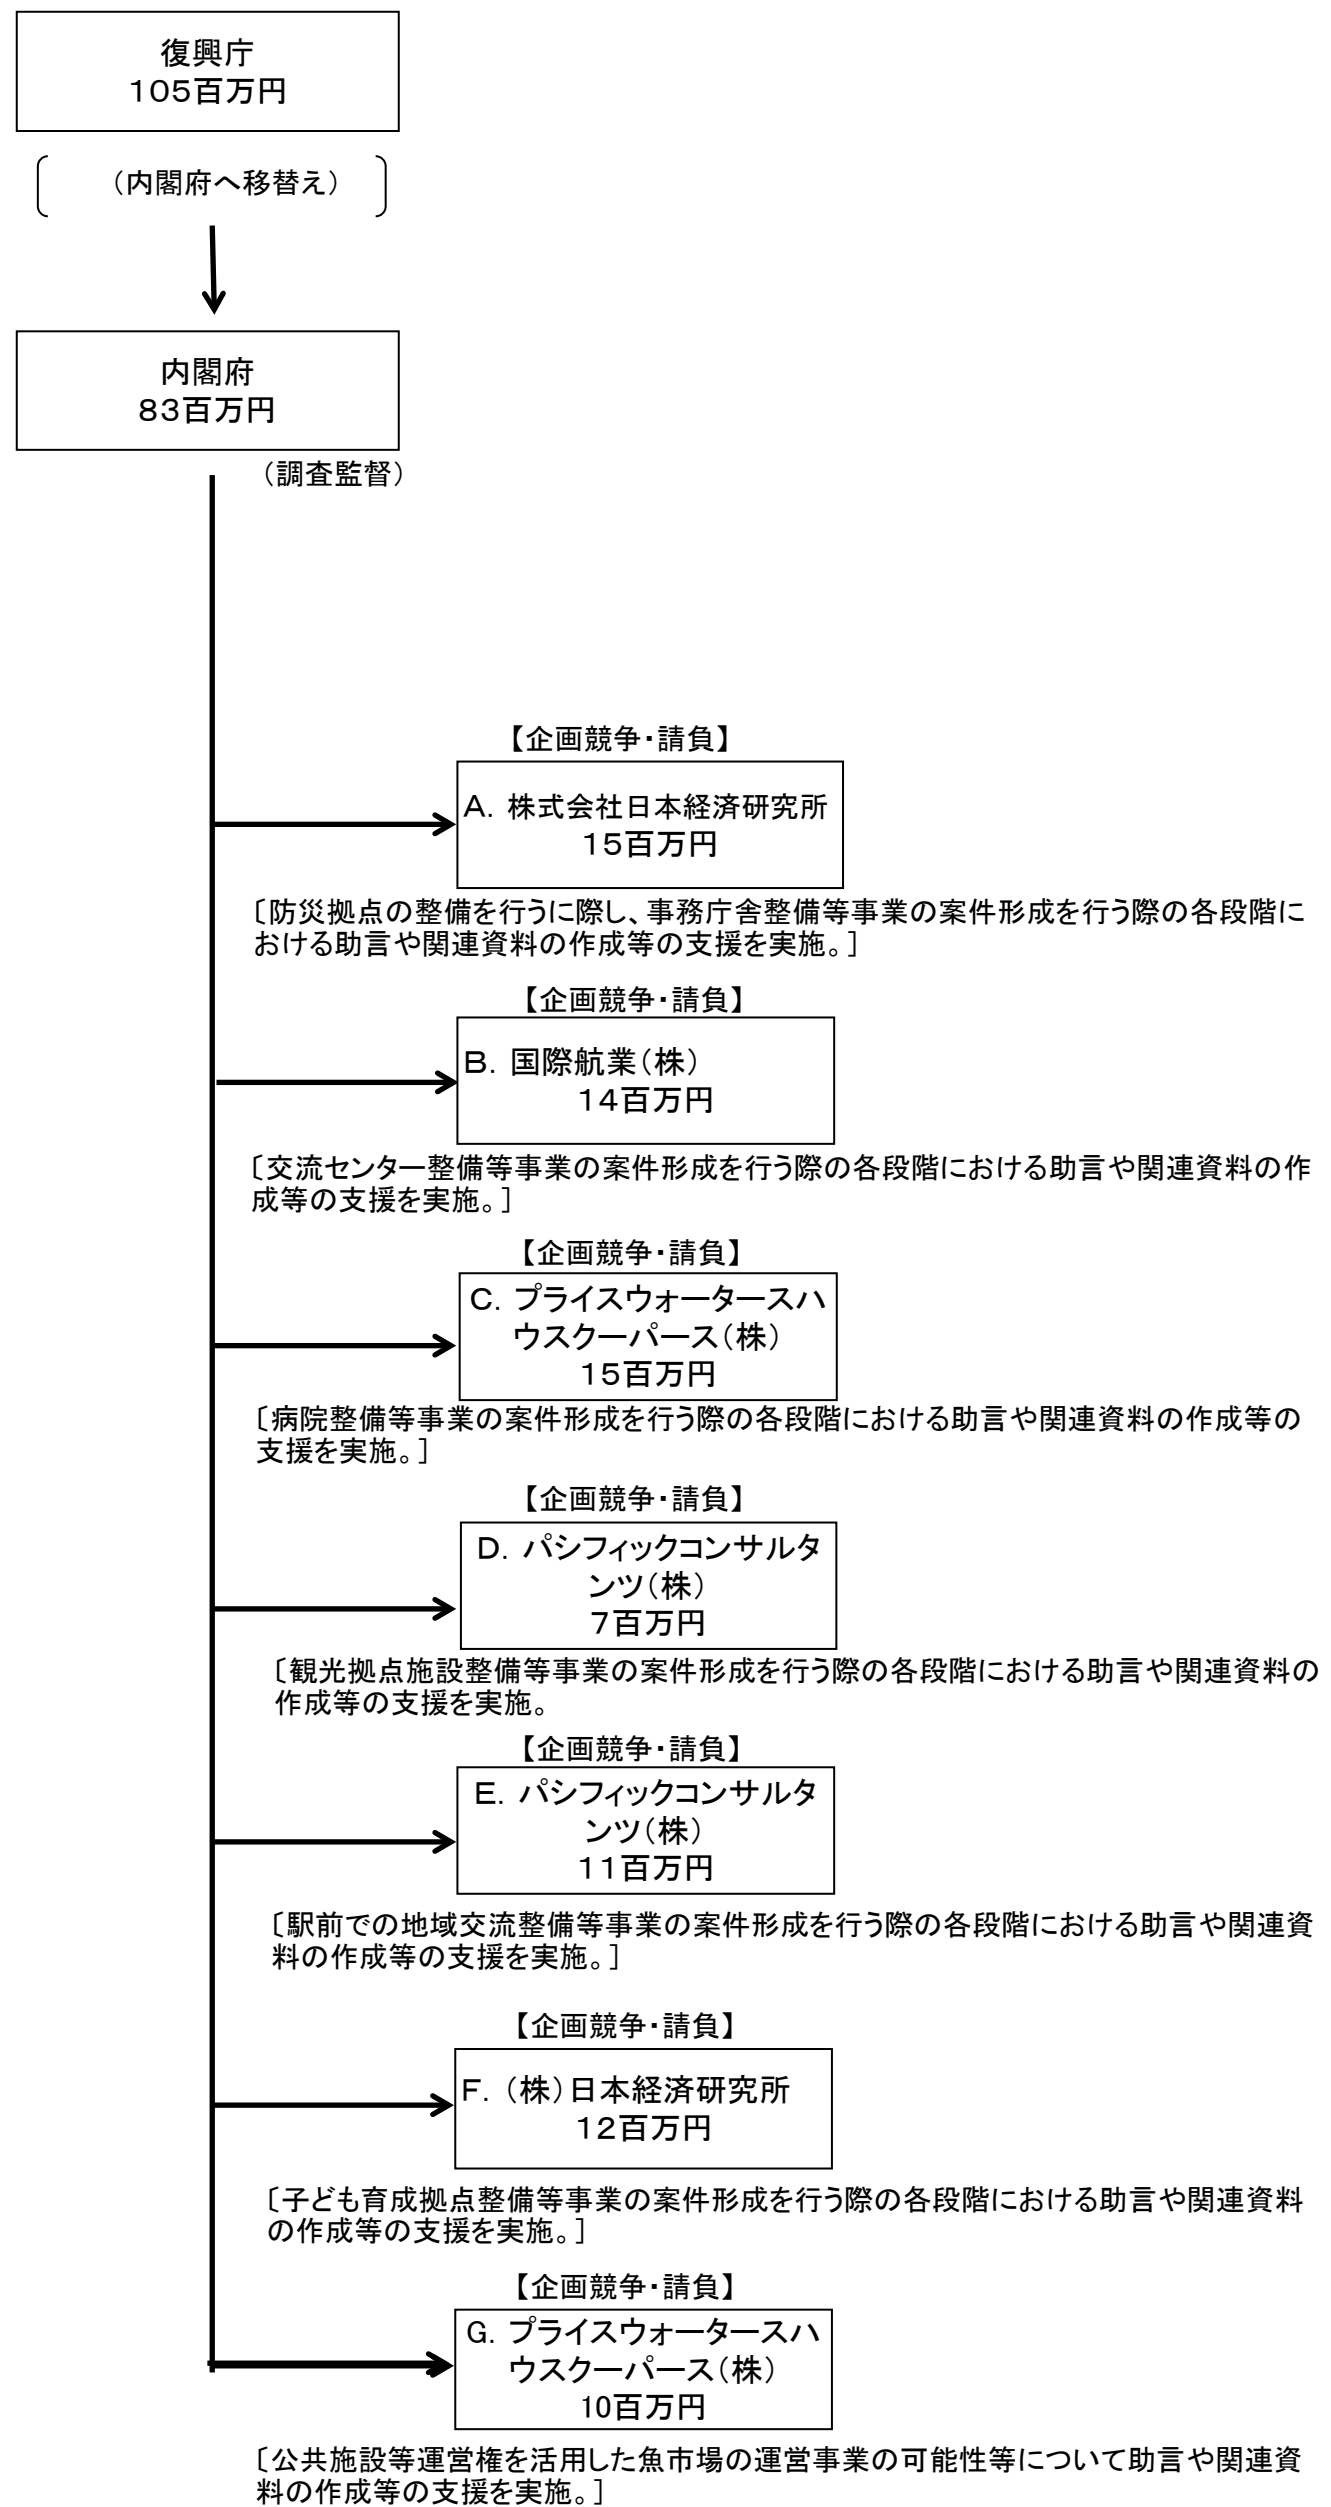 復興庁
１０５百万円
（内閣府へ移替え）
内閣府
８３百万円
（調査監督）
【企画競争・請負】
Ａ．株式会社日本経済研究所
１５百万円
〔防災拠点の整備を行うに際し、事務庁舎整備等事業の案件形成を行う際の各段階に
おける助言や関連資料の作成等の支援を実施。］
【企画競争・請負】
Ｂ．国際航業（株）
１４百万円
〔交流センター整備等事業の案件形成を行う際の各段階における助言や関連資料の作
成等の支援を実施。］
【企画競争・請負】
Ｃ．プライスウォータースハ
ウスクーパース（株）
１５百万円
〔病院整備等事業の案件形成を行う際の各段階における助言や関連資料の作成等の
支援を実施。］
【企画競争・請負】
Ｄ．パシフィックコンサルタ
ンツ（株）
７百万円
〔観光拠点施設整備等事業の案件形成を行う際の各段階における助言や関連資料の
作成等の支援を実施。
【企画競争・請負】
Ｅ．パシフィックコンサルタ
ンツ（株）
１１百万円
〔駅前での地域交流整備等事業の案件形成を行う際の各段階における助言や関連資
料の作成等の支援を実施。］
【企画競争・請負】
Ｆ．（株）日本経済研究所
１２百万円
〔子ども育成拠点整備等事業の案件形成を行う際の各段階における助言や関連資料
の作成等の支援を実施。］
【企画競争・請負】
Ｇ．プライスウォータースハ
ウスクーパース（株）
10百万円
〔公共施設等運営権を活用した魚市場の運営事業の可能性等について助言や関連資
料の作成等の支援を実施。］